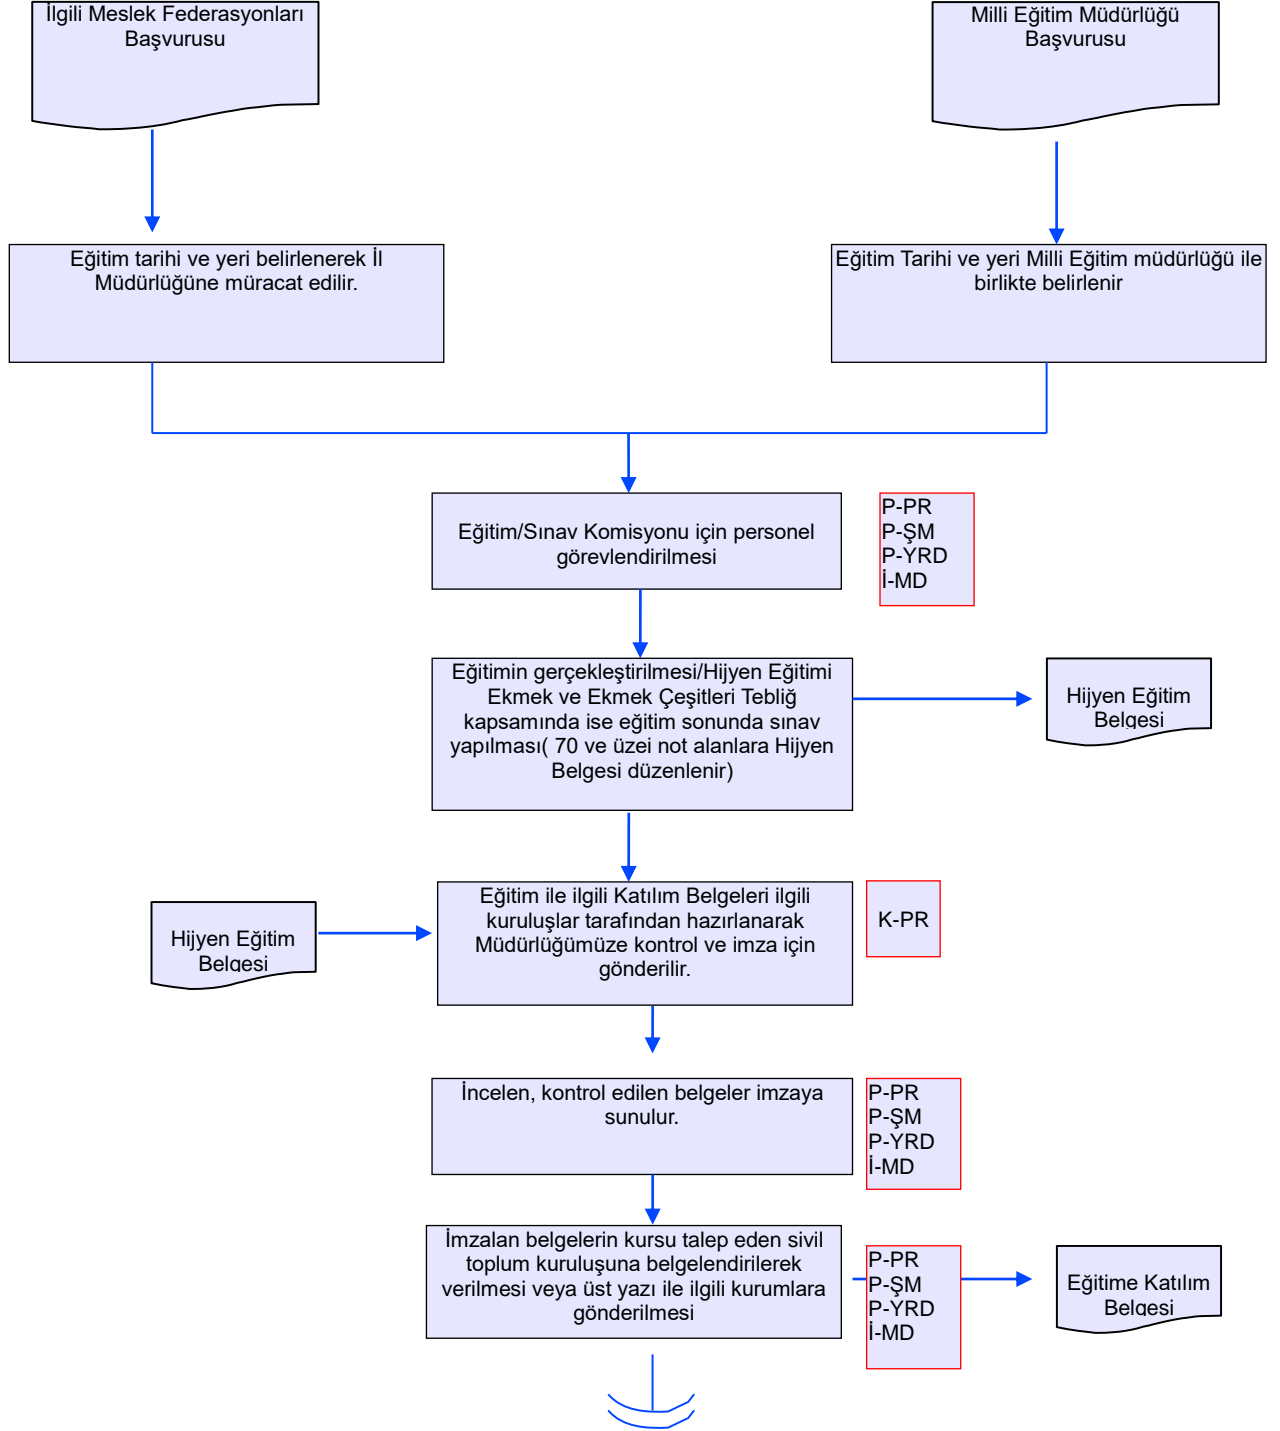 İlgili Meslek Federasyonları
Başvurusu
Milli Eğitim Müdürlüğü
Başvurusu
Eğitim tarihi ve yeri belirlenerek İl
Müdürlüğüne müracat edilir.
Eğitim Tarihi ve yeri Milli Eğitim müdürlüğü ile
birlikte belirlenir
Eğitim/Sınav Komisyonu için personel
görevlendirilmesi
P-PR
P-ŞM
P-YRD
İ-MD
Eğitimin gerçekleştirilmesi/Hijyen Eğitimi
Ekmek ve Ekmek Çeşitleri Tebliğ
kapsamında ise eğitim sonunda sınav
yapılması( 70 ve üzei not alanlara Hijyen
Belgesi düzenlenir)
Hijyen Eğitim
Belgesi
Hijyen Eğitim
Belgesi
Eğitim ile ilgili Katılım Belgeleri ilgili
kuruluşlar tarafından hazırlanarak
Müdürlüğümüze kontrol ve imza için
gönderilir.
K-PR
İncelen, kontrol edilen belgeler imzaya
sunulur.
P-PR
P-ŞM
P-YRD
İ-MD
İmzalan belgelerin kursu talep eden sivil
toplum kuruluşuna belgelendirilerek
verilmesi veya üst yazı ile ilgili kurumlara
gönderilmesi
P-PR
P-ŞM
P-YRD
İ-MD
Eğitime Katılım
Belgesi